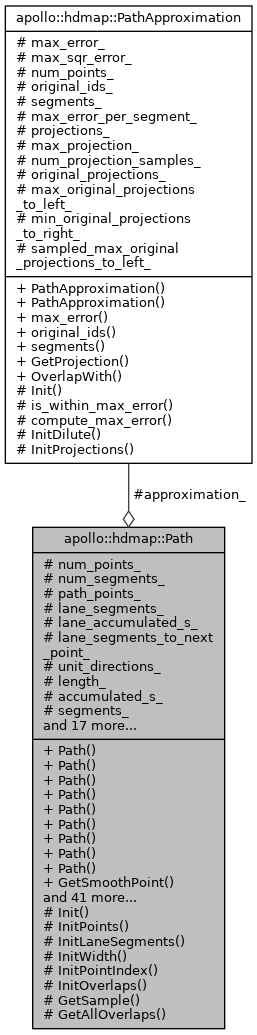 apollo::hdmap::PathApproximation
# max_error_
# max_sqr_error_
# num_points_
# original_ids_
# segments_
# max_error_per_segment_
# projections_
# max_projection_
# num_projection_samples_
# original_projections_
# max_original_projections
_to_left_
# min_original_projections
_to_right_
# sampled_max_original
_projections_to_left_
+ PathApproximation()
+ PathApproximation()
+ max_error()
+ original_ids()
+ segments()
+ GetProjection()
+ OverlapWith()
# Init()
# is_within_max_error()
# compute_max_error()
# InitDilute()
# InitProjections()
#approximation_
apollo::hdmap::Path
# num_points_
# num_segments_
# path_points_
# lane_segments_
# lane_accumulated_s_
# lane_segments_to_next
_point_
# unit_directions_
# length_
# accumulated_s_
# segments_
and 17 more...
+ Path()
+ Path()
+ Path()
+ Path()
+ Path()
+ Path()
+ Path()
+ Path()
+ Path()
+ GetSmoothPoint()
and 41 more...
# Init()
# InitPoints()
# InitLaneSegments()
# InitWidth()
# InitPointIndex()
# InitOverlaps()
# GetSample()
# GetAllOverlaps()